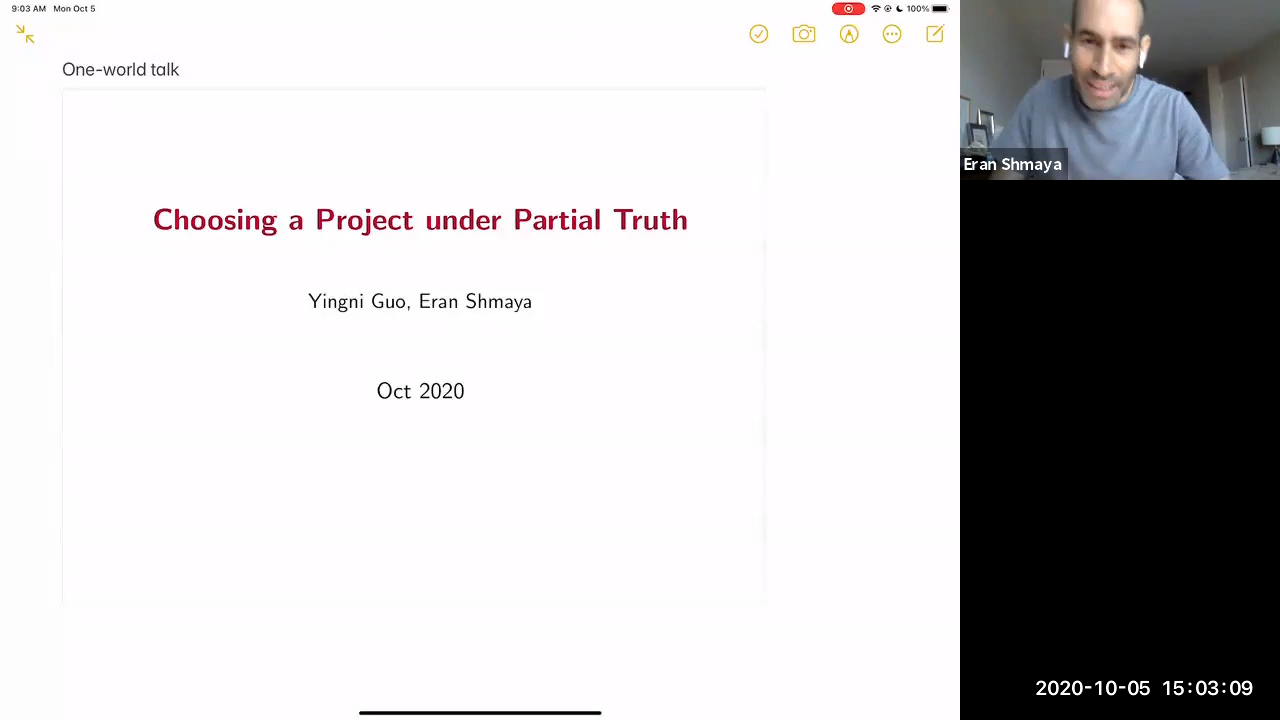 9:03 AM Mon Oct 5
100%
One-world talk
Choosing a Project under Partial Truth
Yingni Guo, Eran Shmaya
Oct 2020
Eran Shmaya
2020-10-05 15:03:09